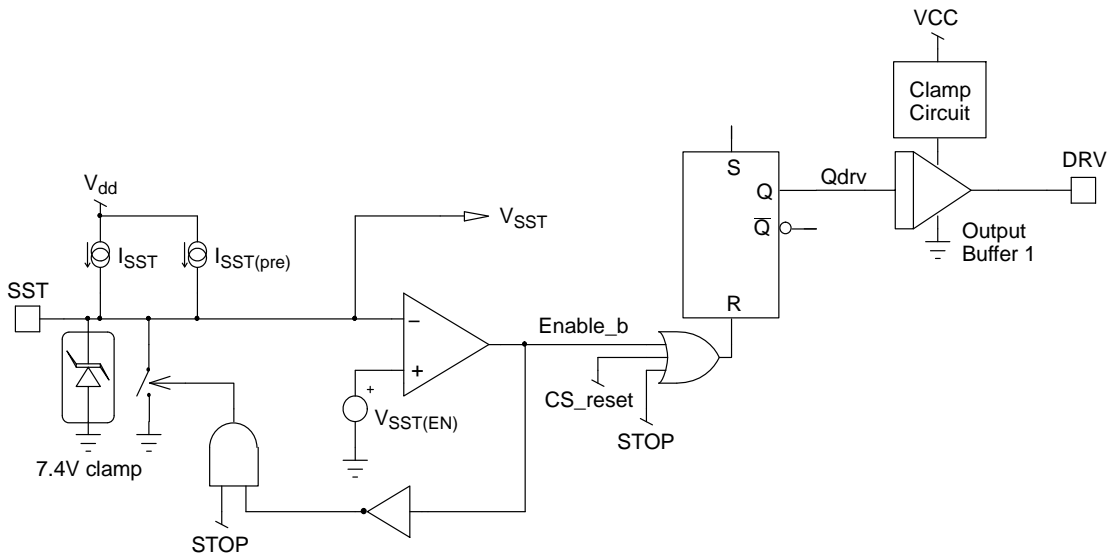 VCC
Clamp
Circuit
S
Q
Qdrv
DRV
Q
Output
Buffer 1
R
Vdd
ISST
ISST(pre)
VSST
SST
−
+
+
VSST(EN)
Enable_b
CS_reset
STOP
7.4V clamp
STOP